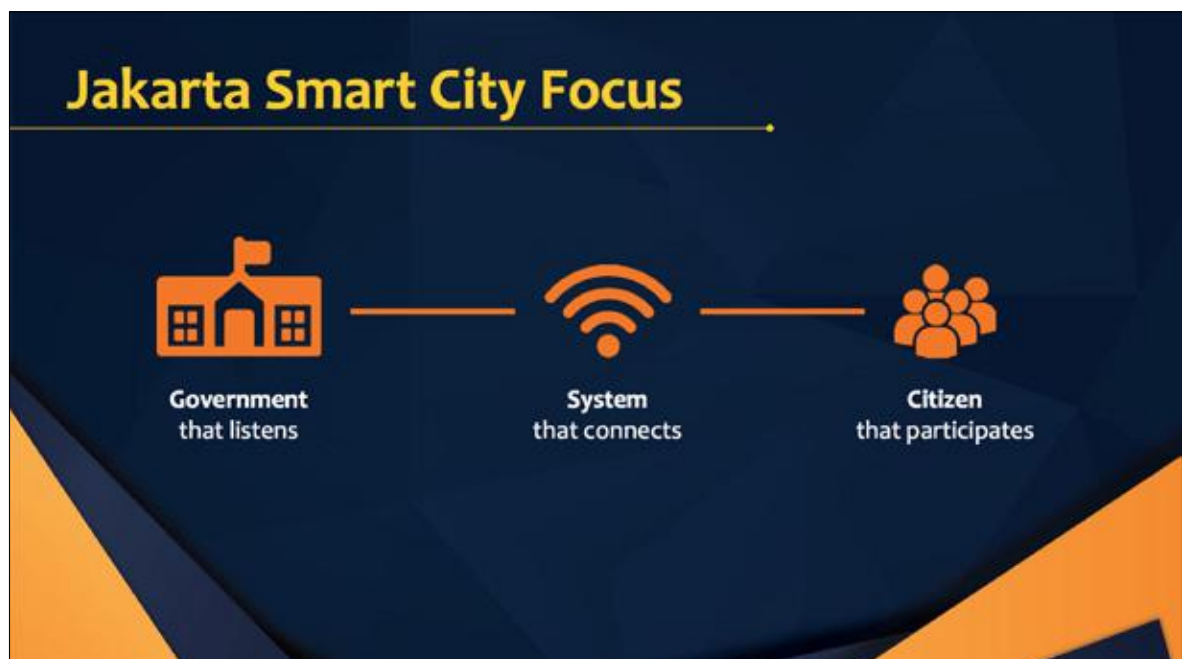 Jakarta Smart City Focus
Government
that listens
System
that connects
Citizen
that participates